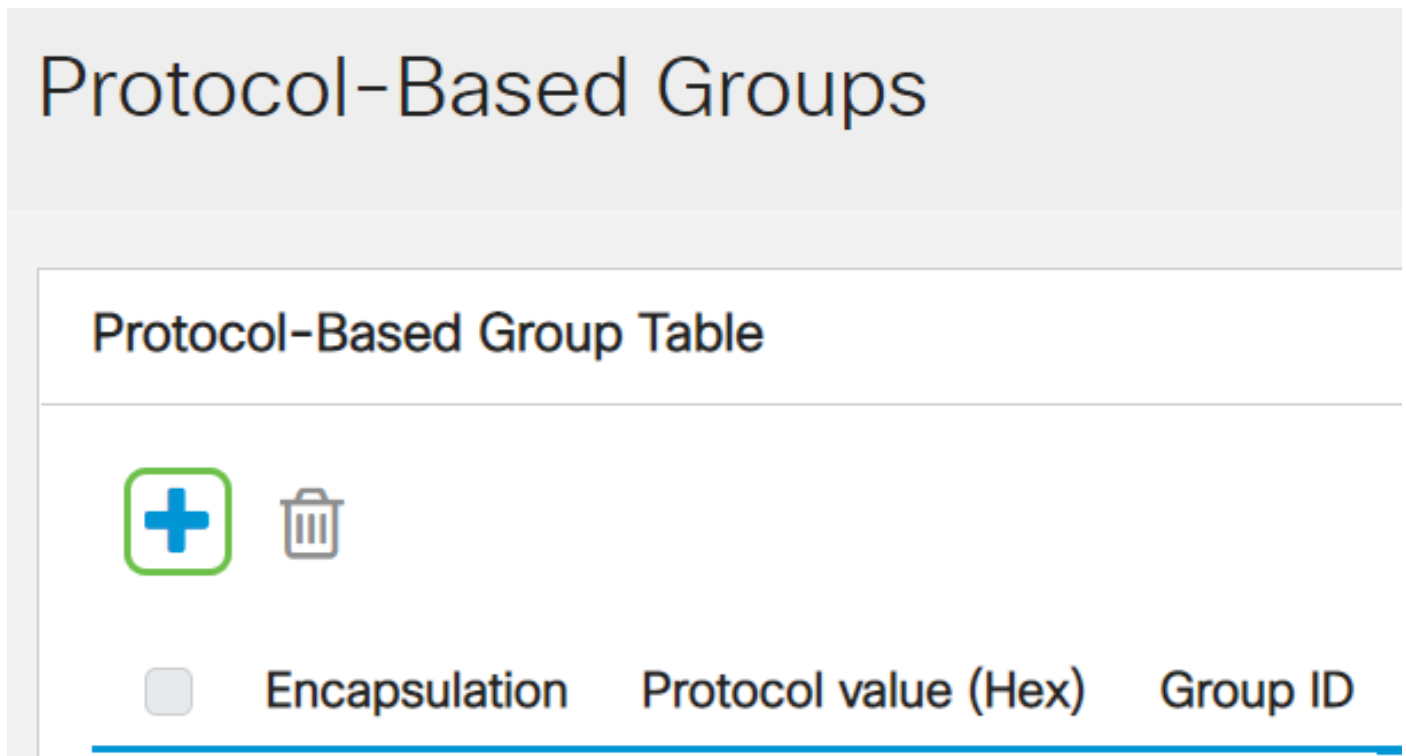 Protocol-Based Groups
Protocol-Based Group Table
Encapsulation Protocol value (Hex) Group ID